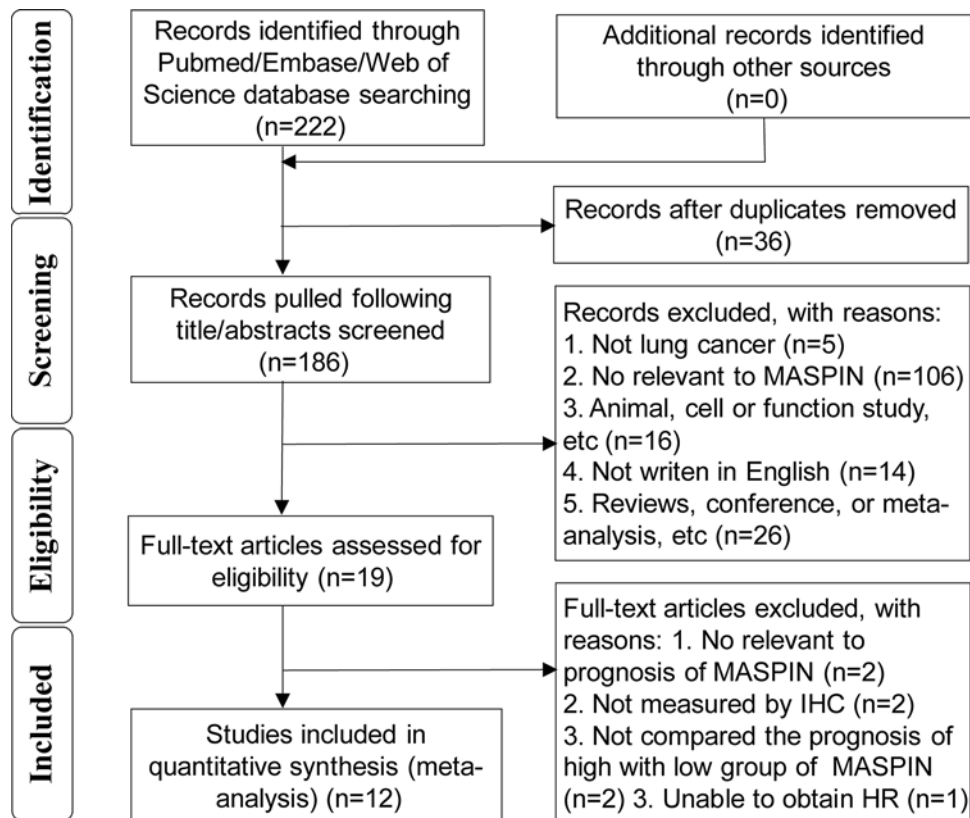 Identification
Records identified through
Pubmed/Embase/Web of
Science database searching
(n=222)
Additional records identified
through other sources
(n=0)
Screening
Records after duplicates removed
(n=36)
Records pulled following
title/abstracts screened
(n=186)
Records excluded, with reasons:
1. Not lung cancer (n=5)
2. No relevant to MASPIN (n=106)
3. Animal, cell or function study,
etc (n=16)
4. Not writen in English (n=14)
5. Reviews, conference, or meta-
analysis, etc (n=26)
Eligibility
Full-text articles assessed for
eligibility (n=19)
Full-text articles excluded, with
reasons: 1. No relevant to
prognosis of MASPIN (n=2)
2. Not measured by IHC (n=2)
3. Not compared the prognosis of
high with low group of MASPIN
(n=2) 3. Unable to obtain HR (n=1)
Included
Studies included in
quantitative synthesis (meta-
analysis) (n=12)